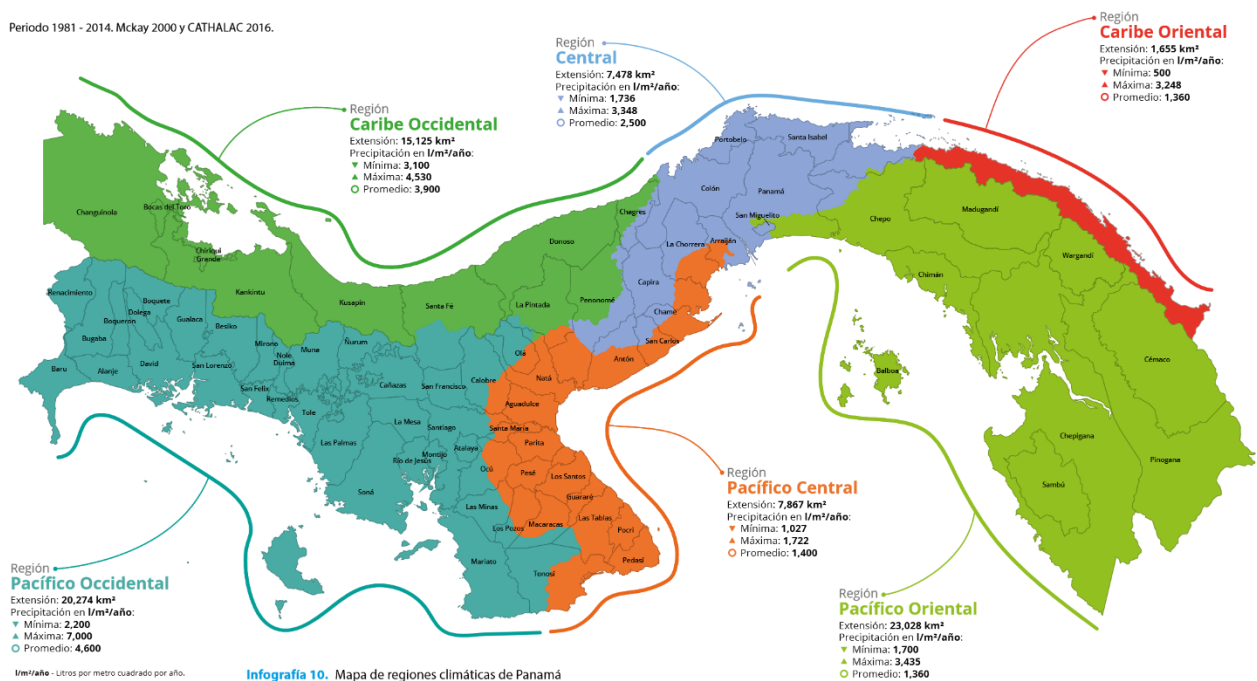 Periodo 1981 - 2014. Mckay 2000 y CATHALAC 2016.
Región
Caribe Occidental
Extensión: 15,125 km²
Precipitación en l/m²/año:
Mínima: 3,100
Máxima: 4,530
Promedio: 3,900
Región
Central
Extensión: 7,478 km²
Precipitación en l/m²/año:
Mínima: 1,736
Máxima: 3,348
Promedio: 2,500
Región
Caribe Oriental
Extensión: 1,655 km²
Precipitación en l/m²/año:
Mínima: 500
Máxima: 3,248
Promedio: 1,360
Changuinola
Bocas del Toro
Chiriquí
Grande
Kankintu
Kusapin
Santa Fé
Donoso
Chagres
La Pintada
Penonomé
Portobelo
Santa Isabel
Colón
Panamá
San Miguelito
La Chorrera
Arraiján
Capira
Chame
San Carlos
Chepo
Madugandí
Wargandí
Chimán
Balboa
Cémaco
Chepigana
Pinogana
Sambú
Renacimiento
Boquete
Dolega
Boqueron
Gualaca
Bugaba
Besiko
Mirono
Nole
Duima
Muna
Ñurum
Baru
Alanje
David
San Lorenzo
San Felix
Remedios
Tole
Cañazas
San Francisco
Calobre
Olá
La Mesa
Santiago
Las Palmas
Río de Jesús
Montijo
Atalaya
Soná
Ocú
Las Minas
Los Pozos
Mariato
Tonosí
Antón
Natá
Aguadulce
Santa María
Parita
Pesé
Los Santos
Guararé
Las Tablas
Macaracas
Pocrí
Pedasí
Región
Pacífico Central
Extensión: 7,867 km²
Precipitación en l/m²/año:
Mínima: 1,027
Máxima: 1,722
Promedio: 1,400
Región
Pacífico Occidental
Extensión: 20,274 km²
Precipitación en l/m²/año:
Mínima: 2,200
Máxima: 7,000
Promedio: 4,600
Región
Pacífico Oriental
Extensión: 23,028 km²
Precipitación en l/m²/año:
Mínima: 1,700
Máxima: 3,435
Promedio: 1,360
l/m²/año - Litros por metro cuadrado por año.
Infografía 10. Mapa de regiones climáticas de Panamá